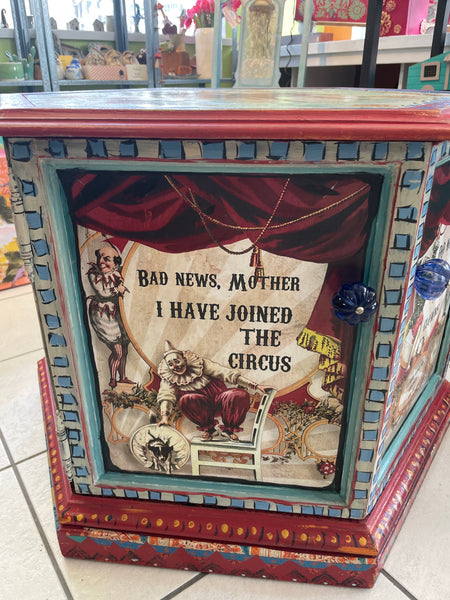 Bad news, Mother
I have joined
the
circus